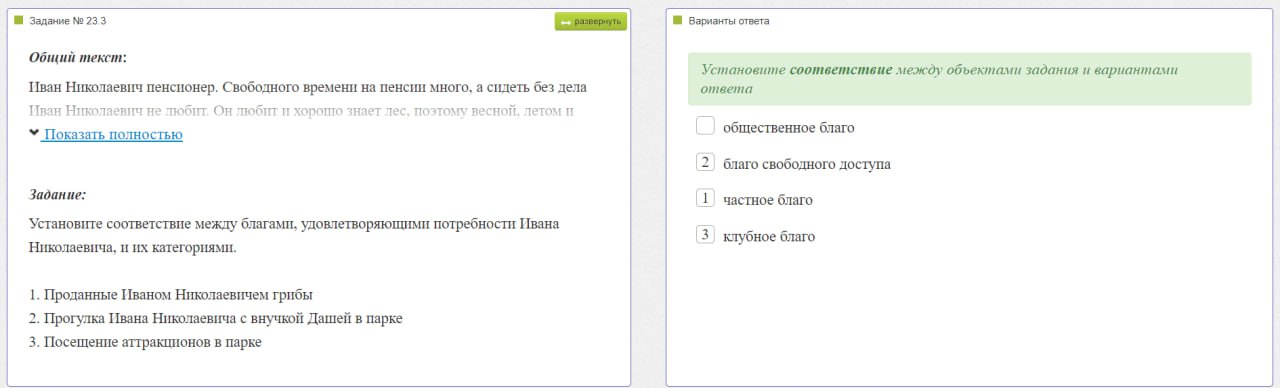 Задание № 23.3
развернуть
Общий текст:
Иван Николаевич пенсионер. Свободного времени на пенсии много, а сидеть без дела
Иван Николаевич не любит. Он любит и хорошо знает лес, поэтому весной, летом и
Показать полностью
Задание:
Установите соответствие между благами, удовлетворяющими потребности Ивана
Николаевича, и их категориями.
1. Проданные Иваном Николаевичем грибы
2. Прогулка Ивана Николаевича с внучкой Дашей в парке
3. Посещение аттракционов в парке
Варианты ответа
Установите соответствие между объектами задания и вариантами
ответа
общественное благо
2 благо свободного доступа
1 частное благо
3 клубное благо